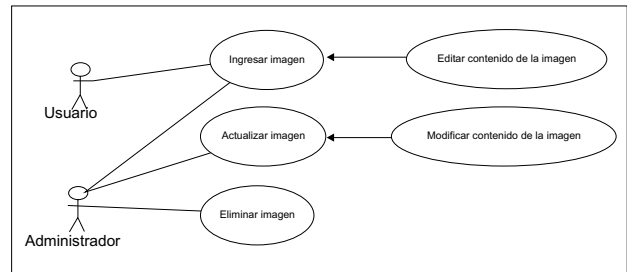 Ingresar imagen
Editar contenido de la imagen
Usuario
Actualizar imagen
Modificar contenido de la imagen
Eliminar imagen
Administrador